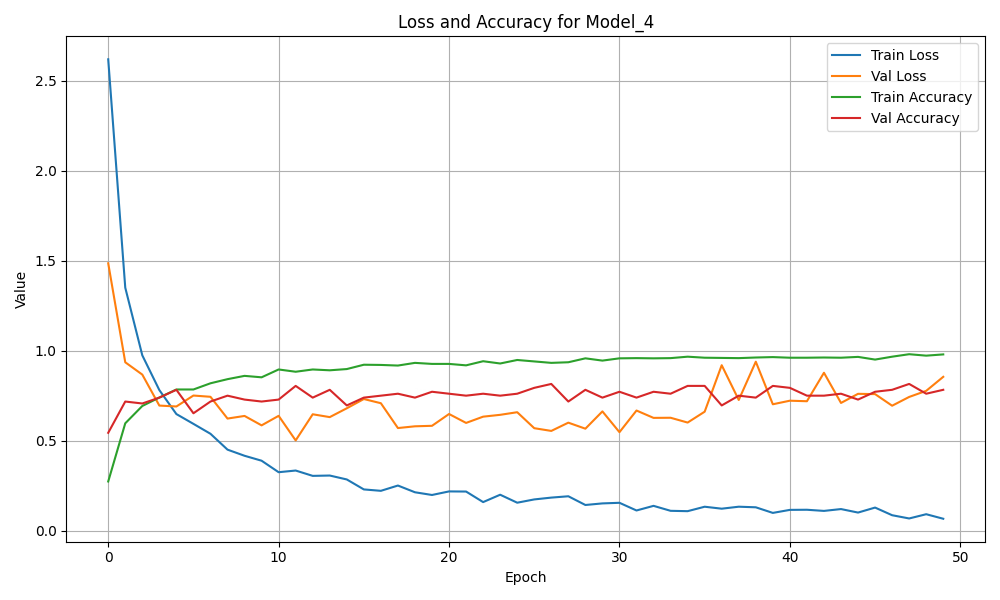 Loss and Accuracy for Model_4
Train Loss
Val Loss
Train Accuracy
Val Accuracy
2.5
2.0
1.5
1.0
0.5
0.0
Value
0 10 20 30 40 50
Epoch